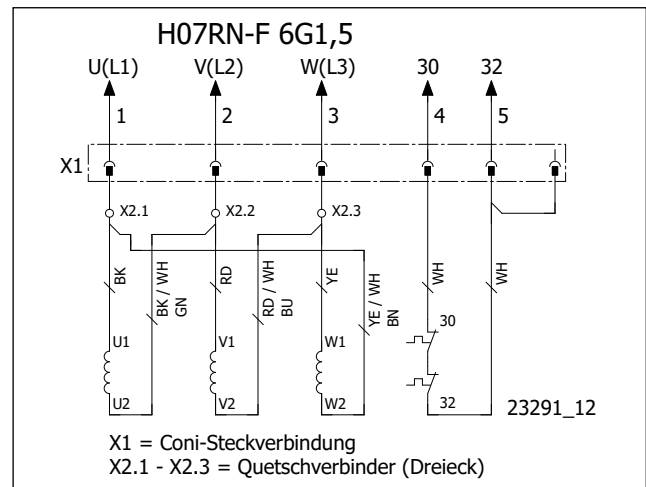 H07RN-F 6G1,5
U(L1) V(L2) W(L3) 30 32
1 2 3 4 5
X1
X2.1 X2.2 X2.3
BK
BK / WH
GN
RD
RD / WH
BU
YE
YE / WH
BN
WH
WH
U1 V1 W1 30
U2 V2 W2 32
23291_12
X1 = Coni-Steckverbindung
X2.1 - X2.3 = Quetschverbinder (Dreieck)